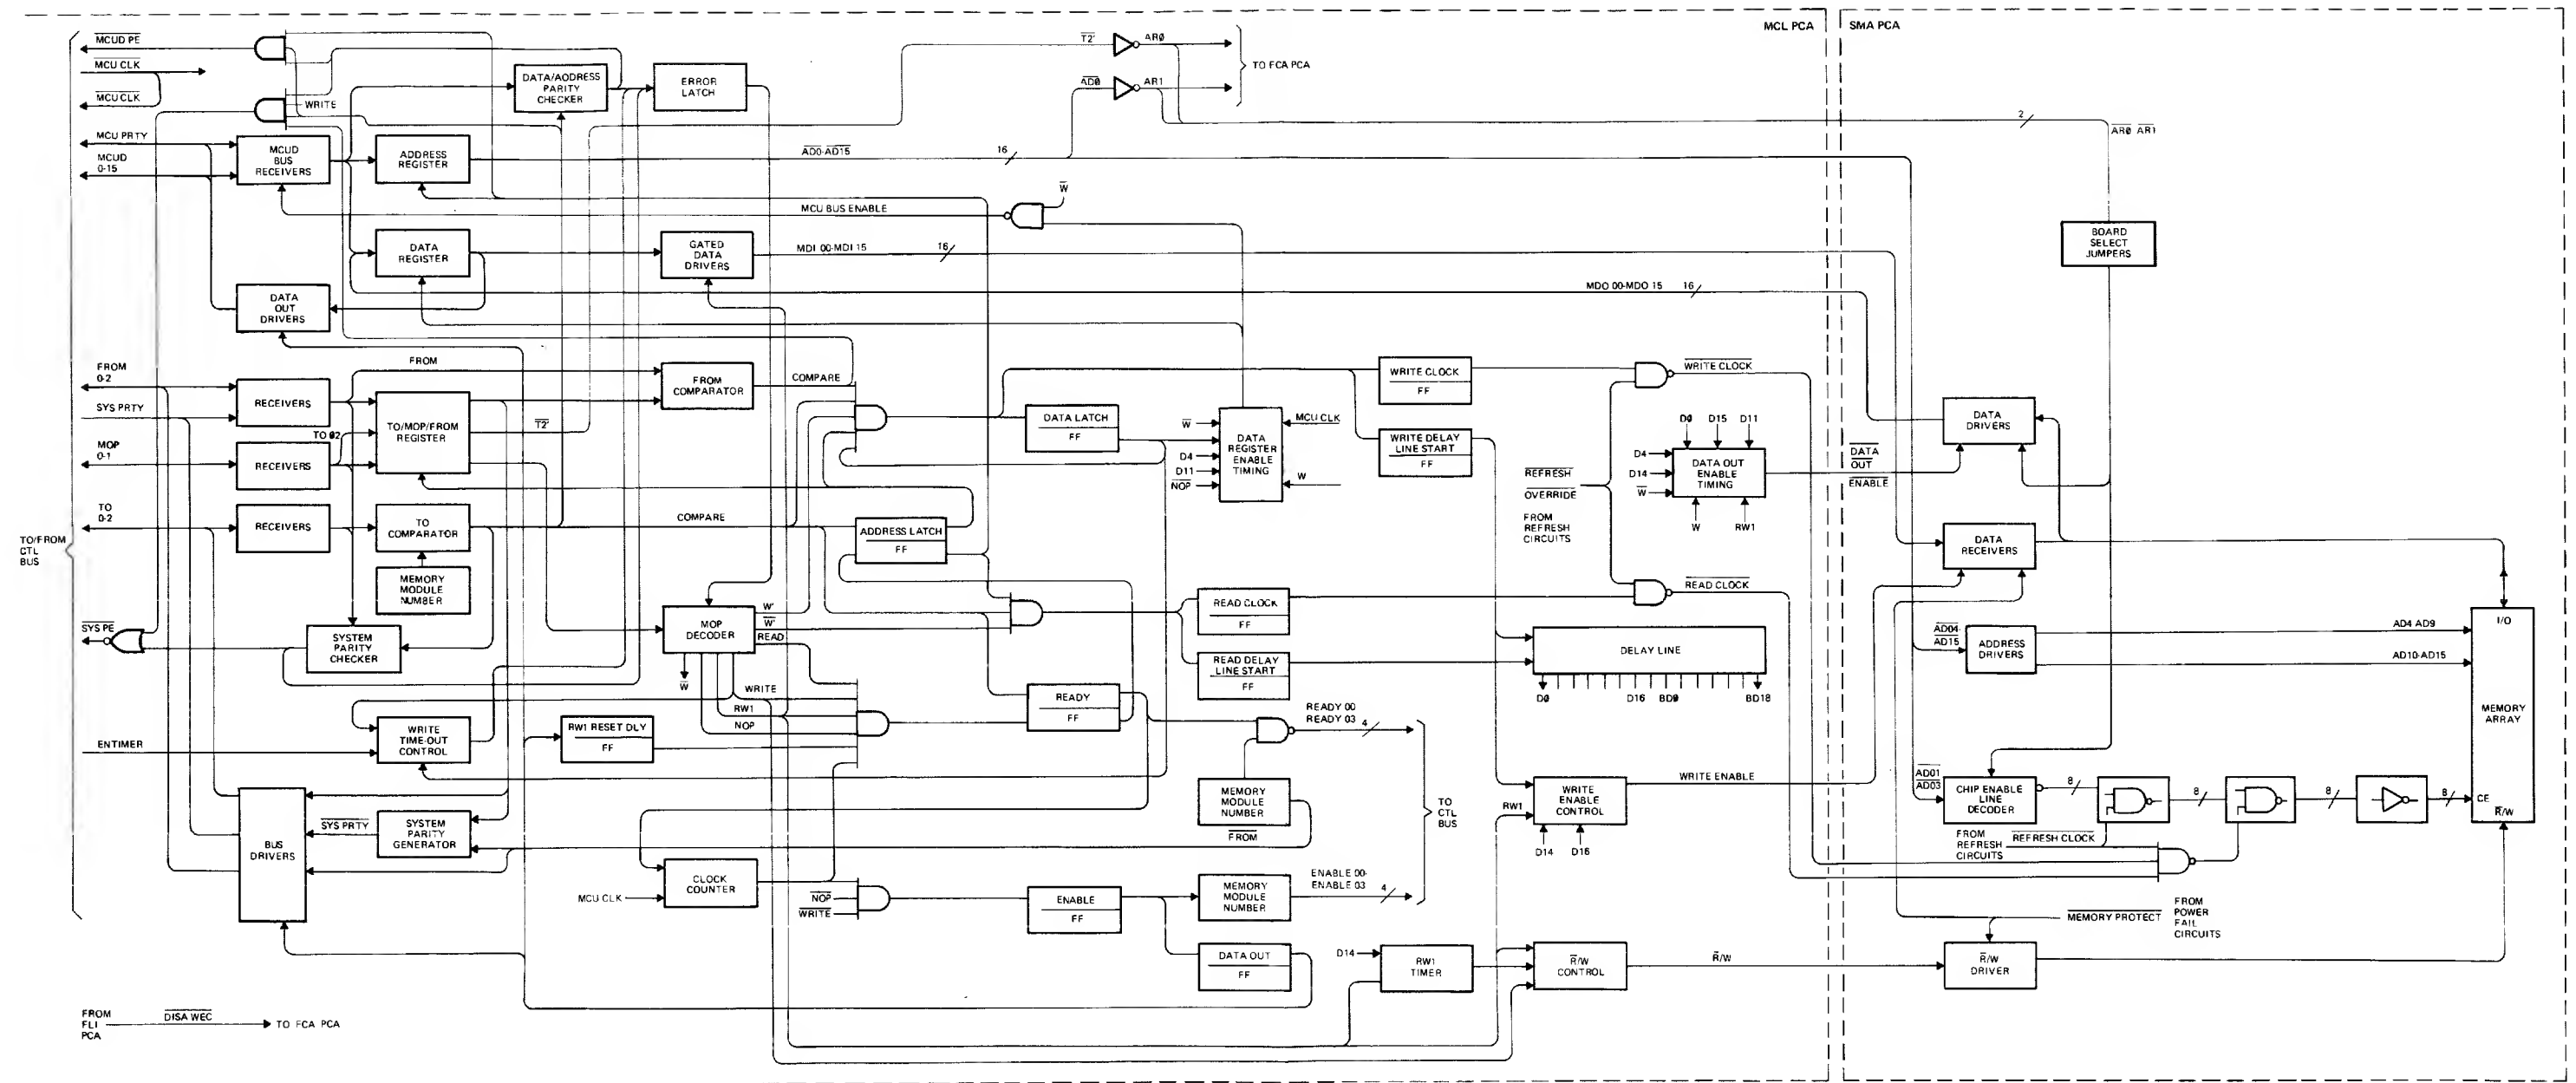 MCL PCA
SMA PCA
MCUD PE
MCU CLK
MCU CLK
MCU PRTY
MCUD
0-15
WRITE
MCUD
BUS
RECEIVERS
ADDRESS
REGISTER
DATA/AODRESS
PARITY
CHECKER
ERROR
LATCH
T2'
AR0
AD0
AR1
TO FCA PCA
AD0-AD15
16
2
AR0 AR1
W
MCU BUS ENABLE
DATA
REGISTER
GATED
DATA
DRIVERS
MDI 00-MDI 15
16
BOARD
SELECT
JUMPERS
DATA
OUT
DRIVERS
MDO 00-MDO 15
16
FROM
0-2
SYS PRTY
MOP
0-1
TO
0-2
TO/FROM
CTL
BUS
RECEIVERS
RECEIVERS
RECEIVERS
FROM
TO 02
TO/MOP/FROM
REGISTER
T2'
FROM
COMPARATOR
COMPARE
TO
COMPARATOR
COMPARE
MEMORY
MODULE
NUMBER
DATA LATCH
FF
ADDRESS LATCH
FF
W
D4
D11
NOP
DATA
REGISTER
ENABLE
TIMING
MCU CLK
W
WRITE CLOCK
FF
WRITE DELAY
LINE START
FF
WRITE CLOCK
REFRESH
OVERRIDE
FROM
REFRESH
CIRCUITS
D0
D15
D11
D4
D14
W
DATA OUT
ENABLE
TIMING
W
RW1
DATA
OUT
ENABLE
DATA
DRIVERS
DATA
RECEIVERS
SYS PE
SYSTEM
PARITY
CHECKER
MOP
DECODER
W'
W'
READ
W
WRITE
RW1
NOP
READ CLOCK
FF
READ DELAY
LINE START
FF
READ CLOCK
DELAY LINE
D0
D16
BD9
BD18
AD04-
AD15
ADDRESS
DRIVERS
AD4 AD9
AD10-AD15
I/O
MEMORY
ARRAY
CE
R/W
ENTIMER
WRITE
TIME-OUT
CONTROL
RW1 RESET DLY
FF
READY
FF
READY 00
READY 03
4
TO
CTL
BUS
MEMORY
MODULE
NUMBER
FROM
WRITE ENABLE
RW1
WRITE
ENABLE
CONTROL
D14
D16
AD01
AD03
CHIP ENABLE
LINE
DECODER
8
8
8
8
FROM
REFRESH
CIRCUITS
REFRESH CLOCK
BUS
DRIVERS
SYS PRTY
SYSTEM
PARITY
GENERATOR
MCU CLK
CLOCK
COUNTER
NOP
WRITE
ENABLE
FF
MEMORY
MODULE
NUMBER
ENABLE 00-
ENABLE 03
4
DATA OUT
FF
D14
RW1
TIMER
R/W
CONTROL
R/W
MEMORY PROTECT
FROM
POWER
FAIL
CIRCUITS
R/W
DRIVER
FROM
FLI
PCA
DISA WEC
TO FCA PCA